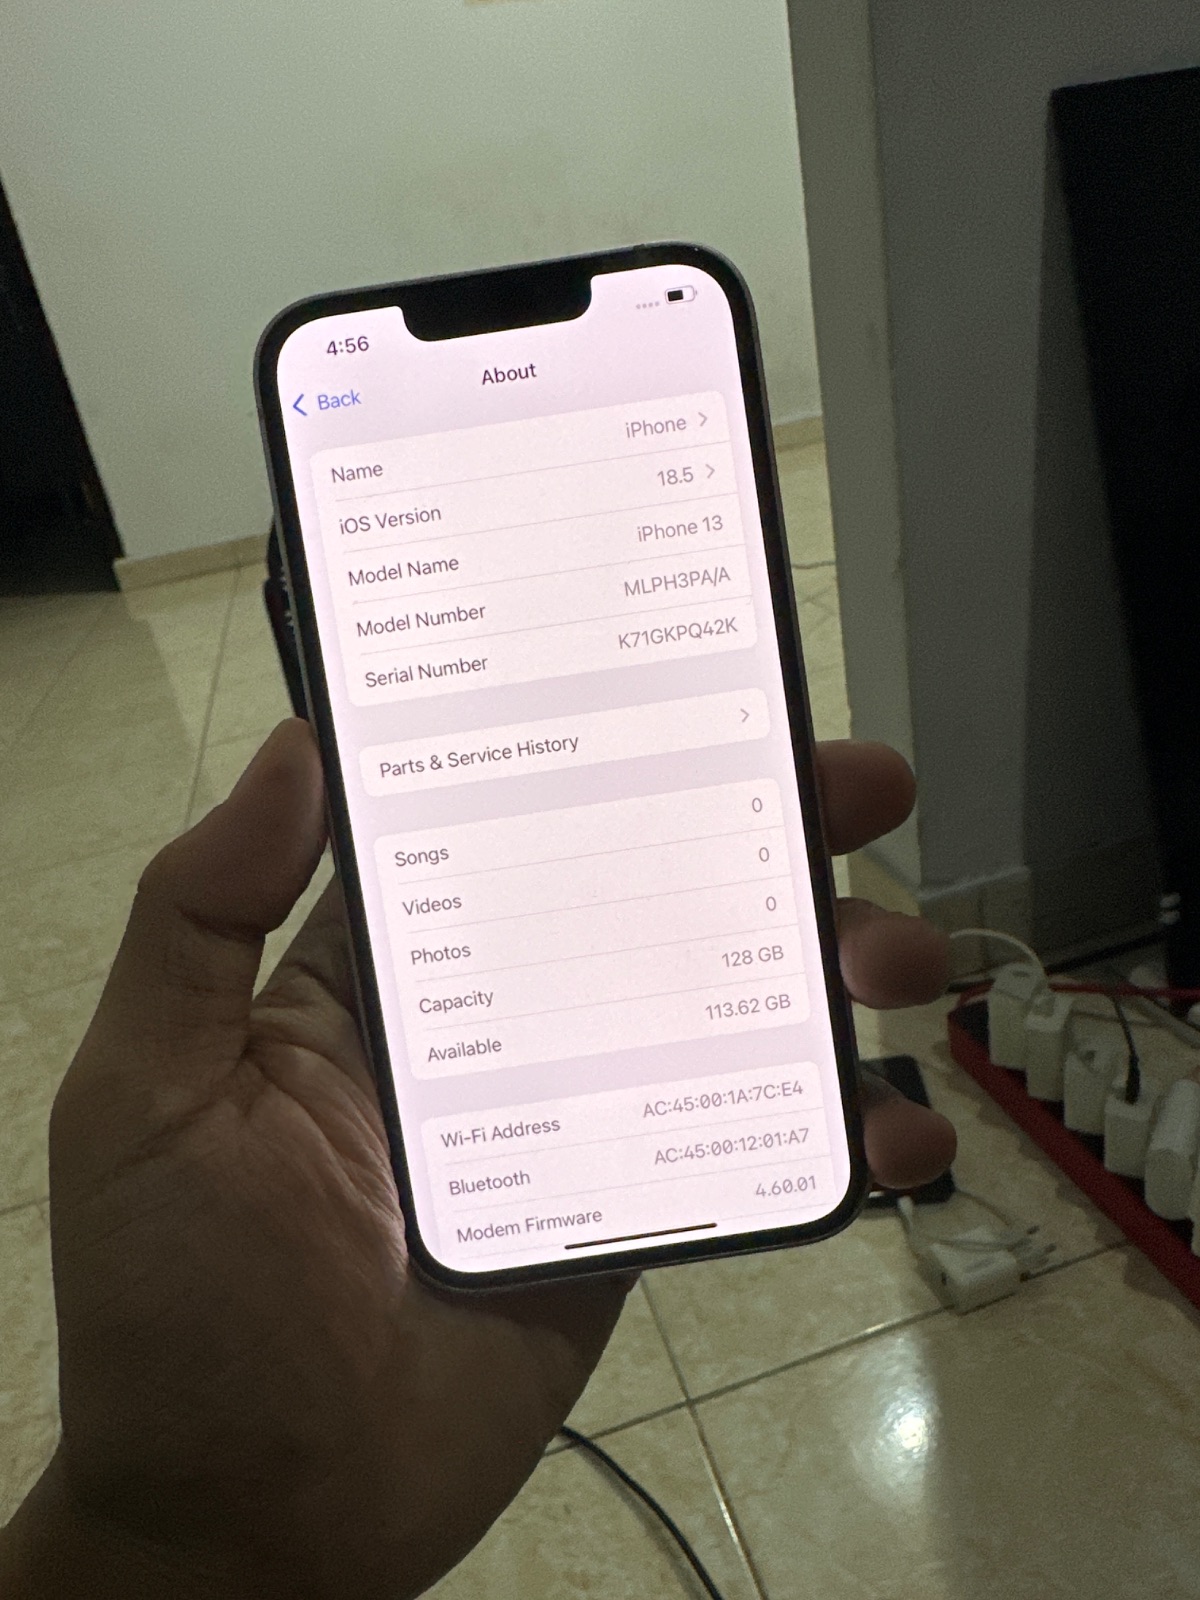 4:56
Back
About
Name iPhone
iOS Version 18.5
Model Name iPhone 13
Model Number MLPH3PA/A
Serial Number K71GKPQ42K
Parts & Service History
Songs 0
Videos 0
Photos 0
Capacity 128 GB
Available 113.62 GB
Wi-Fi Address AC:45:00:1A:7C:E4
Bluetooth AC:45:00:12:01:A7
Modem Firmware 4.60.01